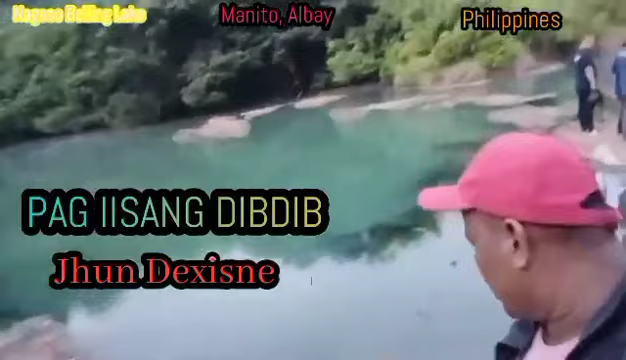 Manito, Albay
Philippines
PAG IISANG DIBDIB
Jhun Dexisne